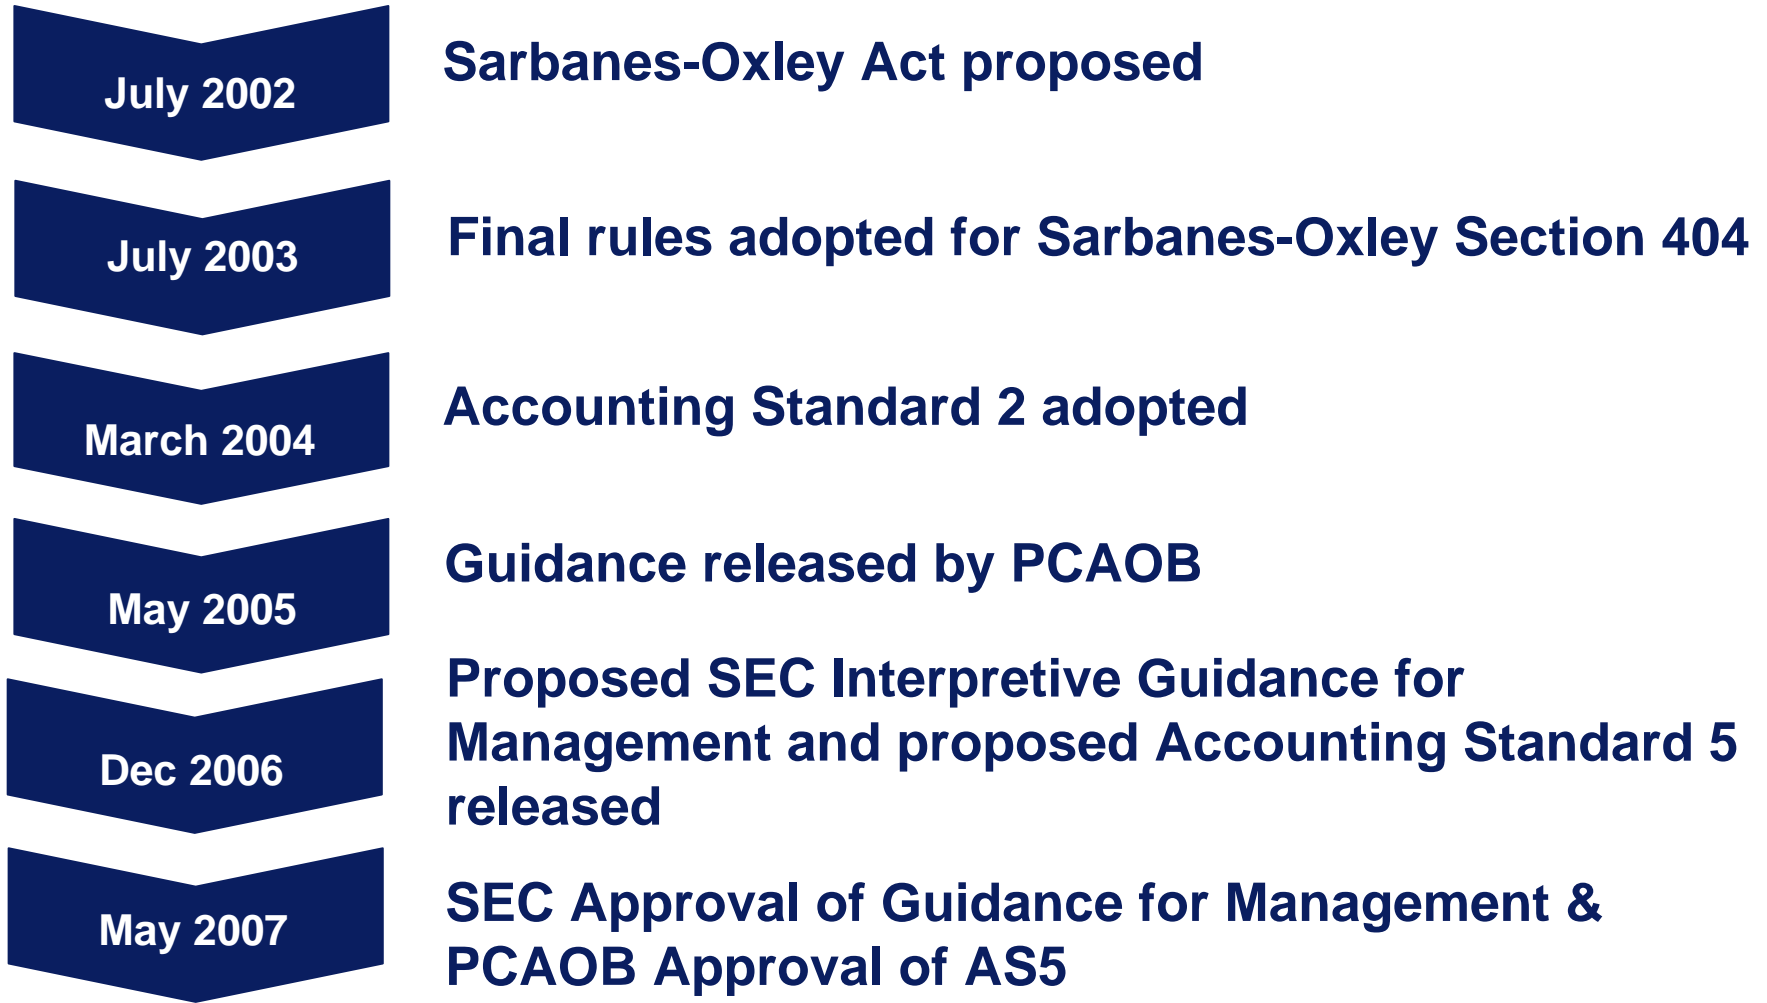 July 2002
Sarbanes-Oxley Act proposed
July 2003
Final rules adopted for Sarbanes-Oxley Section 404
March 2004
Accounting Standard 2 adopted
May 2005
Guidance released by PCAOB
Dec 2006
Proposed SEC Interpretive Guidance for
Management and proposed Accounting Standard 5
released
May 2007
SEC Approval of Guidance for Management &
PCAOB Approval of AS5